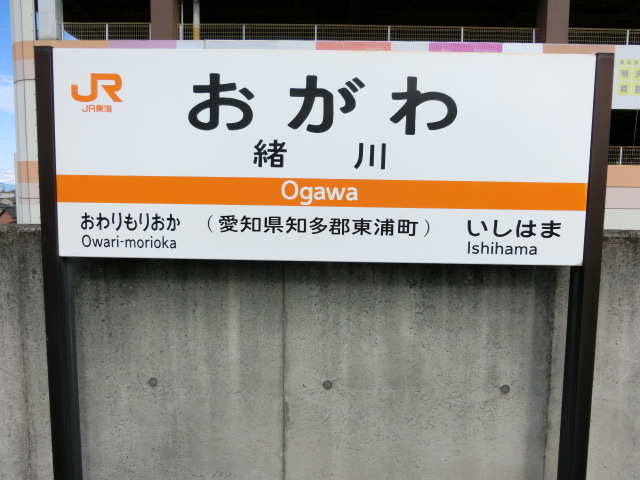 JR
JR東海
おがわ
緒川
Ogawa
おわりもりおか
Owari-morioka
（愛知県知多郡東浦町）
いしはま
Ishihama